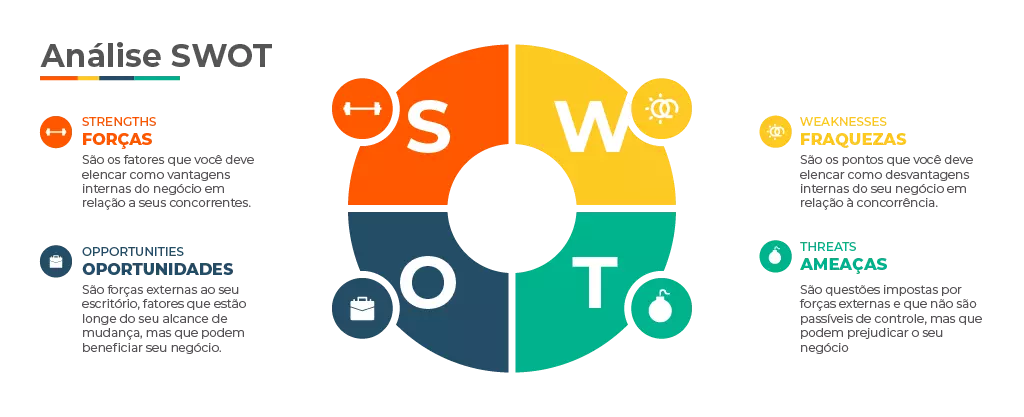 Análise SWOT
STRENGTHS
FORÇAS
São os fatores que você deve
elencar como vantagens
internas do negócio em
relação a seus concorrentes.
OPPORTUNITIES
OPORTUNIDADES
São forças externas ao seu
escritório, fatores que estão
longe do seu alcance de
mudança, mas que podem
beneficiar seu negócio.
S
W
O
T
WEAKNESSES
FRAQUEZAS
São os pontos que você deve
elencar como desvantagens
internas do seu negócio em
relação à concorrência.
THREATS
AMEAÇAS
São questões impostas por
forças externas e que não são
passíveis de controle, mas que
podem prejudicar o seu
negócio